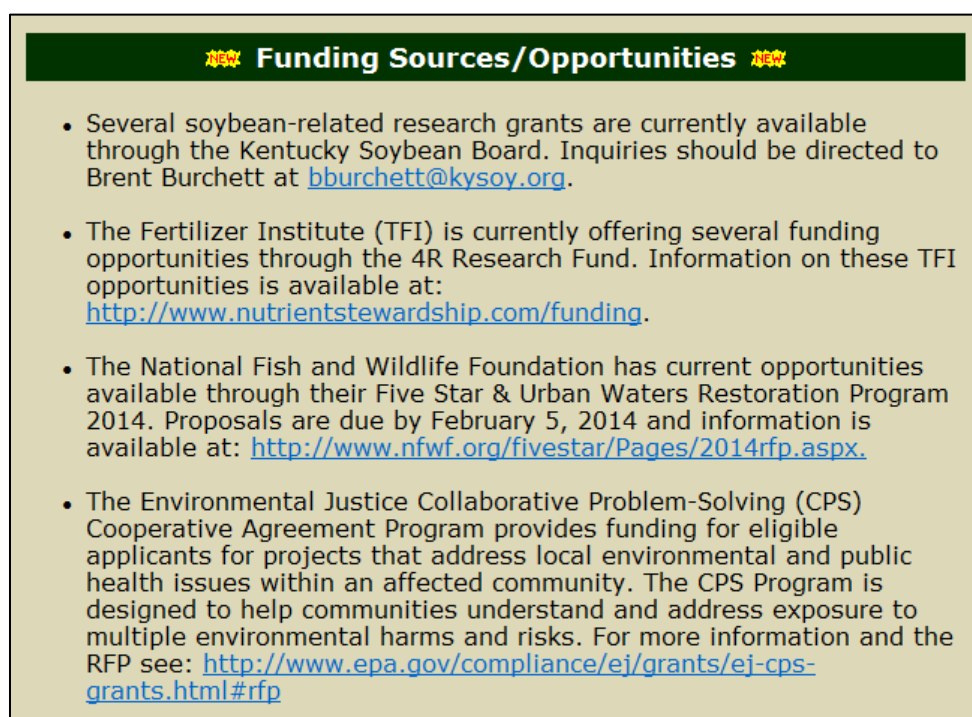 NEW Funding Sources/Opportunities NEW
• Several soybean-related research grants are currently available
through the Kentucky Soybean Board. Inquiries should be directed to
Brent Burchett at bburchett@kysoy.org.
• The Fertilizer Institute (TFI) is currently offering several funding
opportunities through the 4R Research Fund. Information on these TFI
opportunities is available at:
http://www.nutrientstewardship.com/funding.
• The National Fish and Wildlife Foundation has current opportunities
available through their Five Star & Urban Waters Restoration Program
2014. Proposals are due by February 5, 2014 and information is
available at: http://www.nfwf.org/fivestar/Pages/2014rfp.aspx.
• The Environmental Justice Collaborative Problem-Solving (CPS)
Cooperative Agreement Program provides funding for eligible
applicants for projects that address local environmental and public
health issues within an affected community. The CPS Program is
designed to help communities understand and address exposure to
multiple environmental harms and risks. For more information and the
RFP see: http://www.epa.gov/compliance/ej/grants/ej-cps-
grants.html#rfp